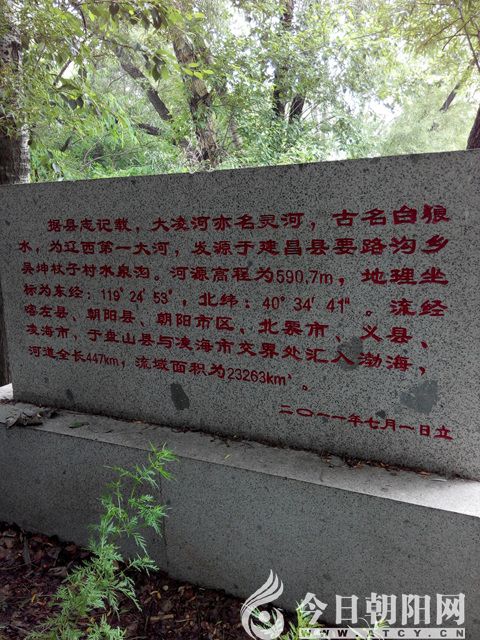 据县志记载，大凌河亦名灵河，古名白狼
水，为辽西第一大河，发源于建昌县要路沟乡
吴坤杖子村水泉沟。河源高程为590.7m，地理坐
标为东经：119°24′53″，北纬：40°34′41″。流经
喀左县、朝阳县、朝阳市区，北票市、义县、
凌海市，于盘山县与凌海市交界处汇入渤海，
河道全长447km，流域面积为23263km²。
二〇一一年七月一日立
今日朝阳网
WWW.LNTCY.COM